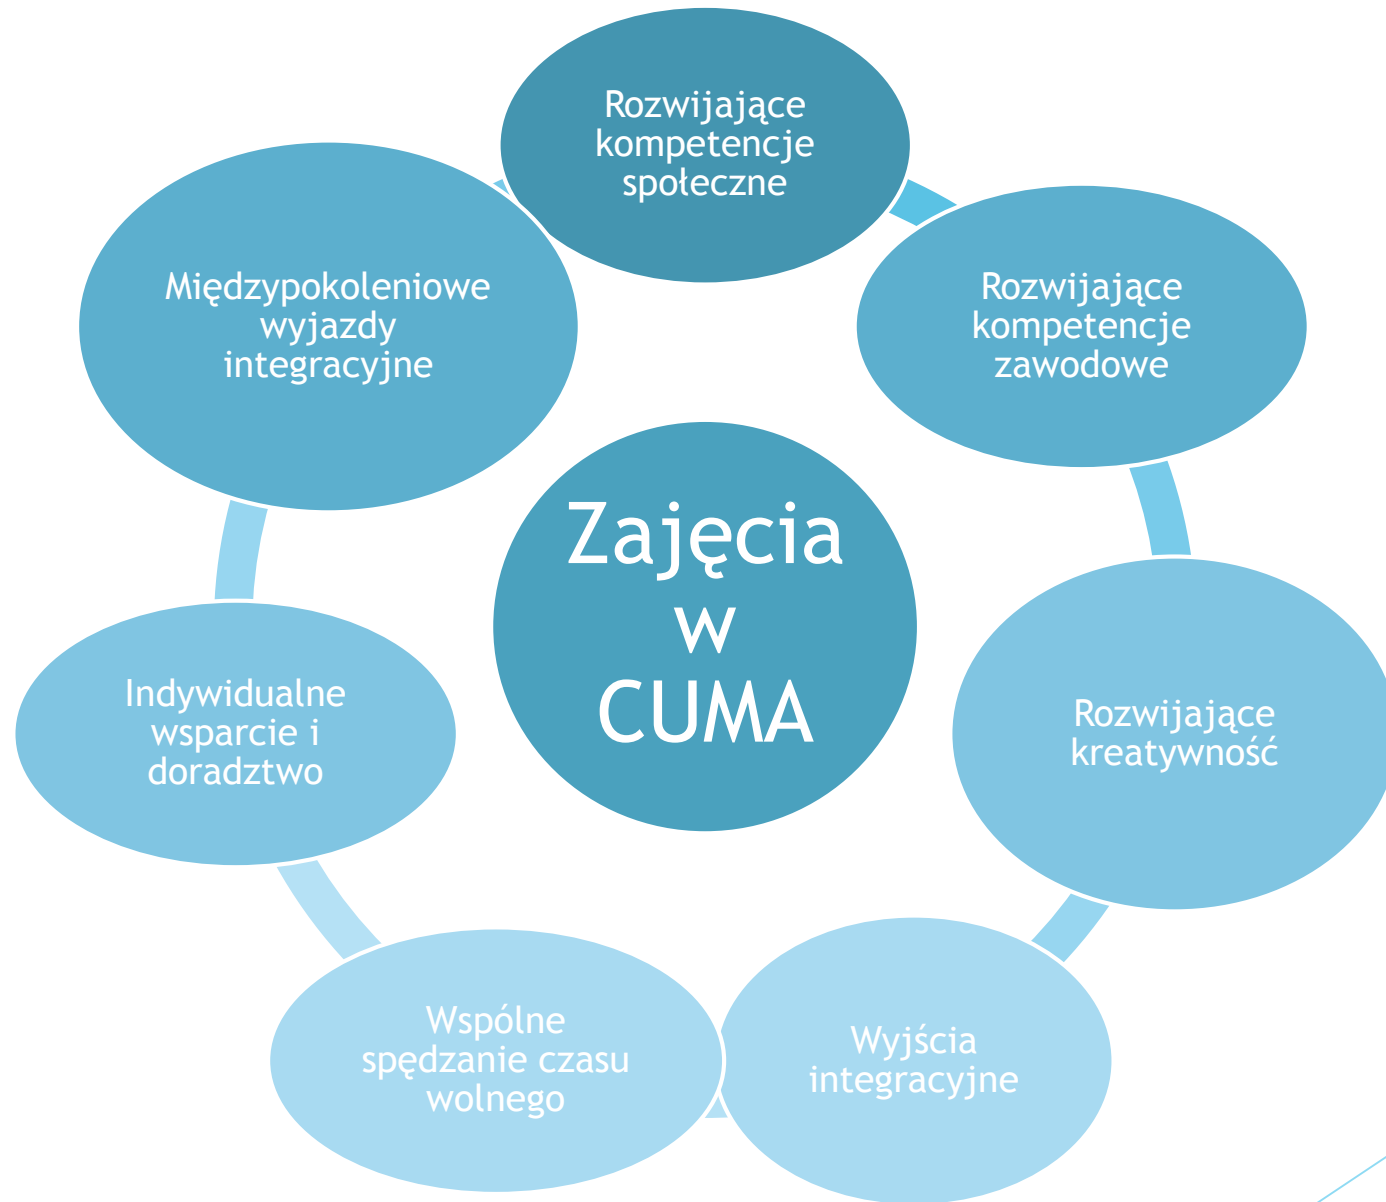 Rozwijające
kompetencje
społeczne
Rozwijające
kompetencje
zawodowe
Rozwijające
kreatywność
Wyjścia
integracyjne
Wspólne
spędzanie czasu
wolnego
Indywidualne
wsparcie i
doradztwo
Międzypokoleniowe
wyjazdy
integracyjne
Zajęcia
w
CUMA